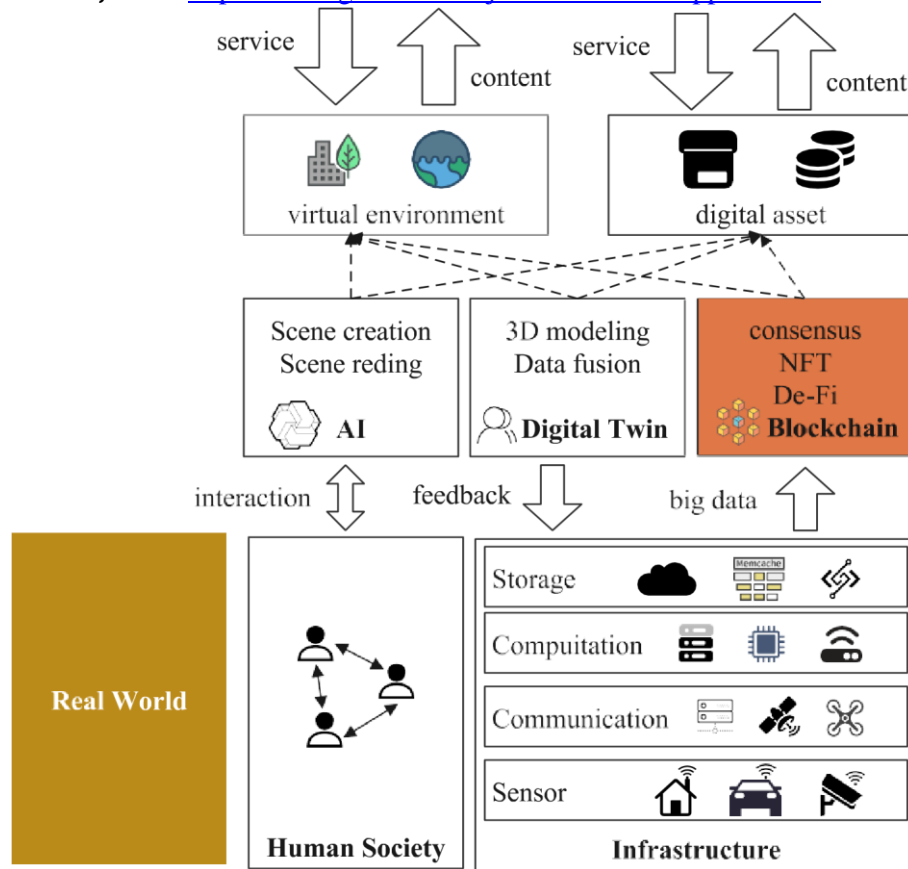 service
content
service
content
virtual environment
digital asset
Scene creation
Scene reding
AI
3D modeling
Data fusion
Digital Twin
consensus
NFT
De-Fi
Blockchain
interaction
feedback
big data
Real World
Human Society
Storage
Memcache
Compuitation
Communication
Sensor
Infrastructure